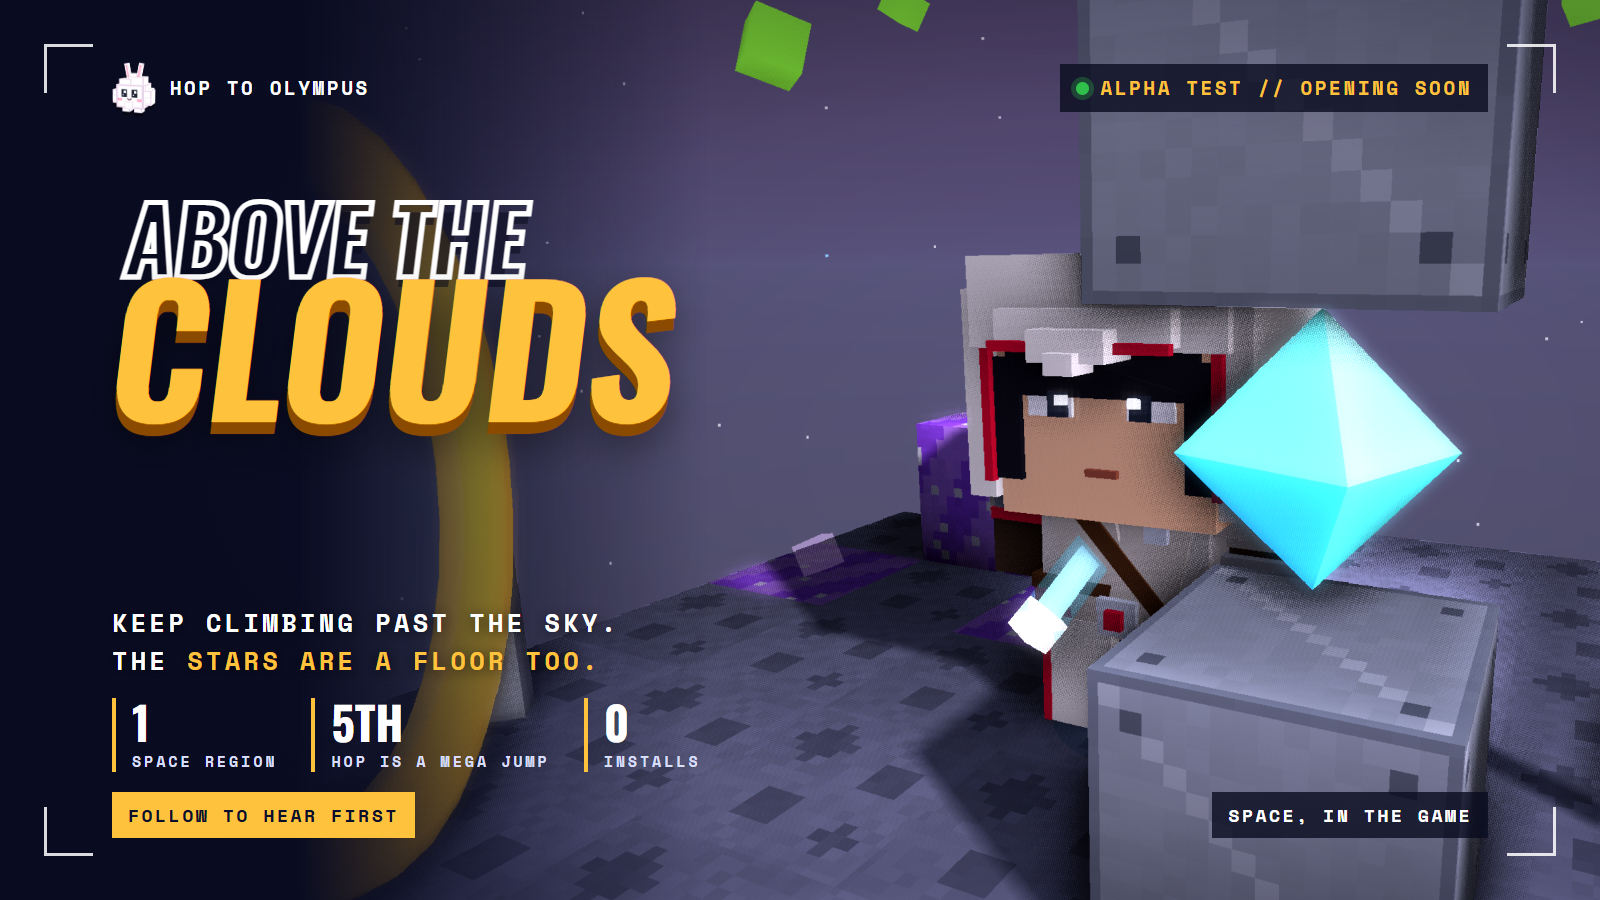 HOP TO OLYMPUS
ALPHA TEST // OPENING SOON
ABOVE THE
CLOUDS
KEEP CLIMBING PAST THE SKY.
THE STARS ARE A FLOOR TOO.
1
SPACE REGION
5TH
HOP IS A MEGA JUMP
0
INSTALLS
FOLLOW TO HEAR FIRST
SPACE, IN THE GAME